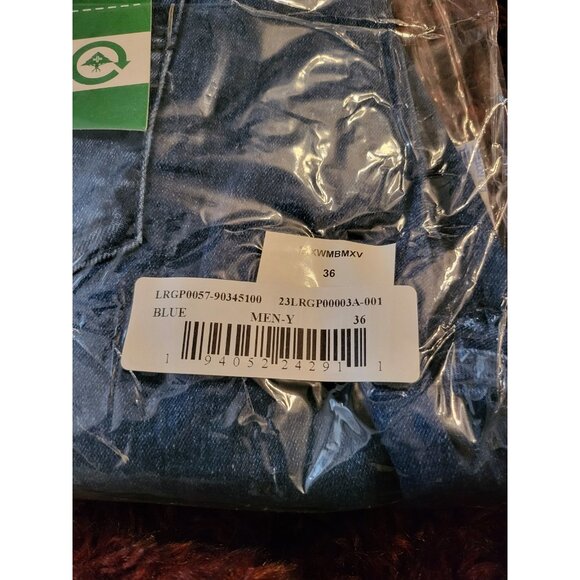 XWMBMXV
36
LRGP0057-90345100 23LRGP00003A-001
BLUE MEN-Y 36
1 94052 24291 1